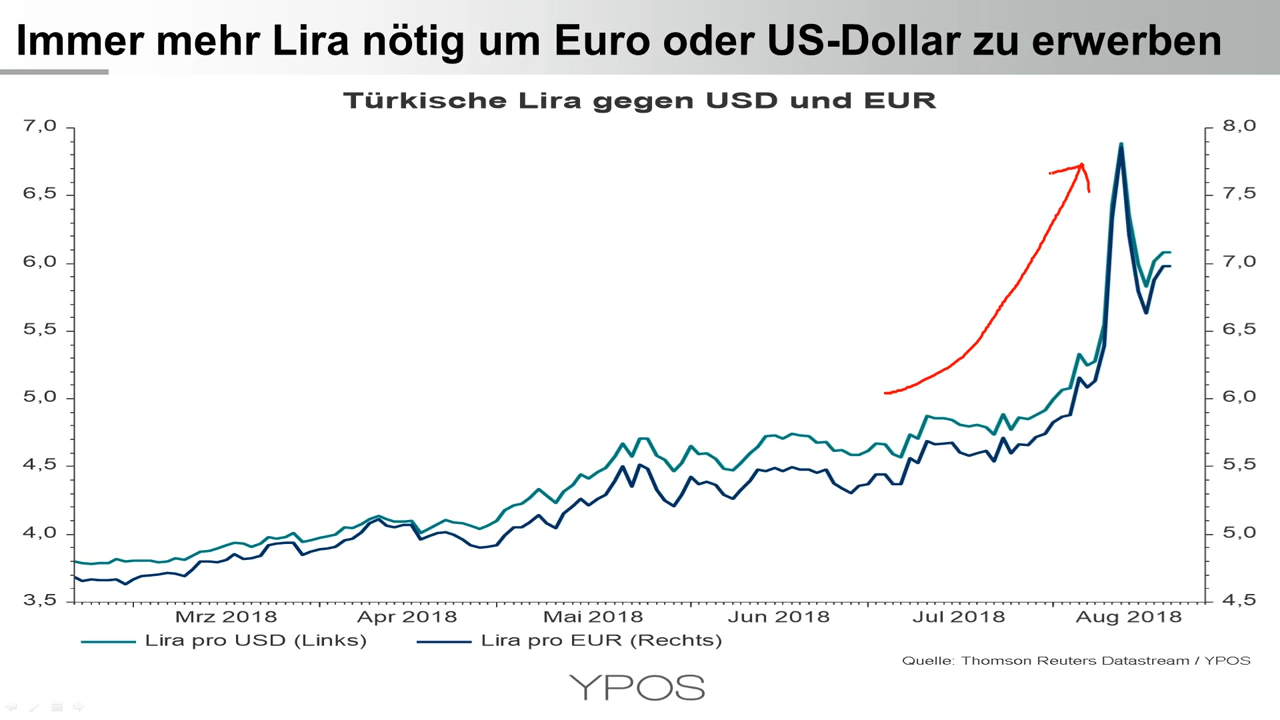 Immer mehr Lira nötig um Euro oder US-Dollar zu erwerben
Türkische Lira gegen USD und EUR
7,0 8,0
6,5 7,5
6,0 7,0
5,5 6,5
5,0 6,0
4,5 5,5
4,0 5,0
3,5 4,5
Mrz 2018 Apr 2018 Mai 2018 Jun 2018 Jul 2018 Aug 2018
Lira pro USD (Links) Lira pro EUR (Rechts)
Quelle: Thomson Reuters Datastream / YPOS
YPOS